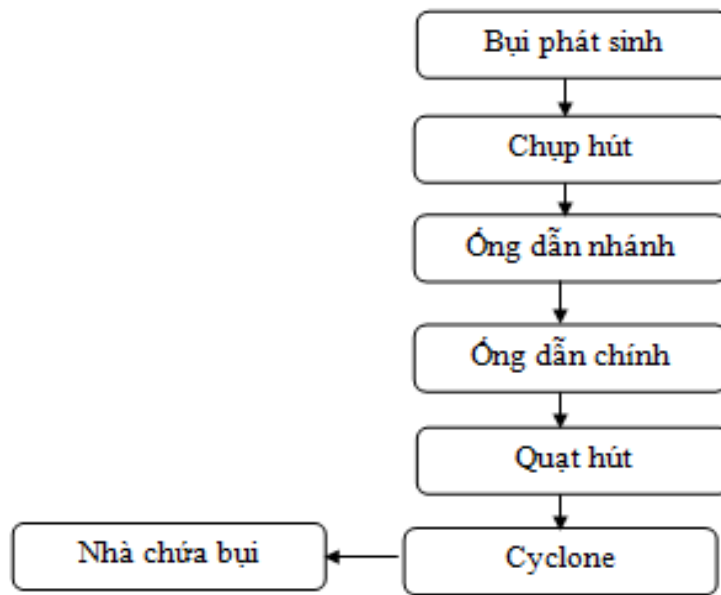 Bụi phát sinh
Chụp hút
Ống dẫn nhánh
Ống dẫn chính
Quạt hút
Nhà chứa bụi
Cyclone